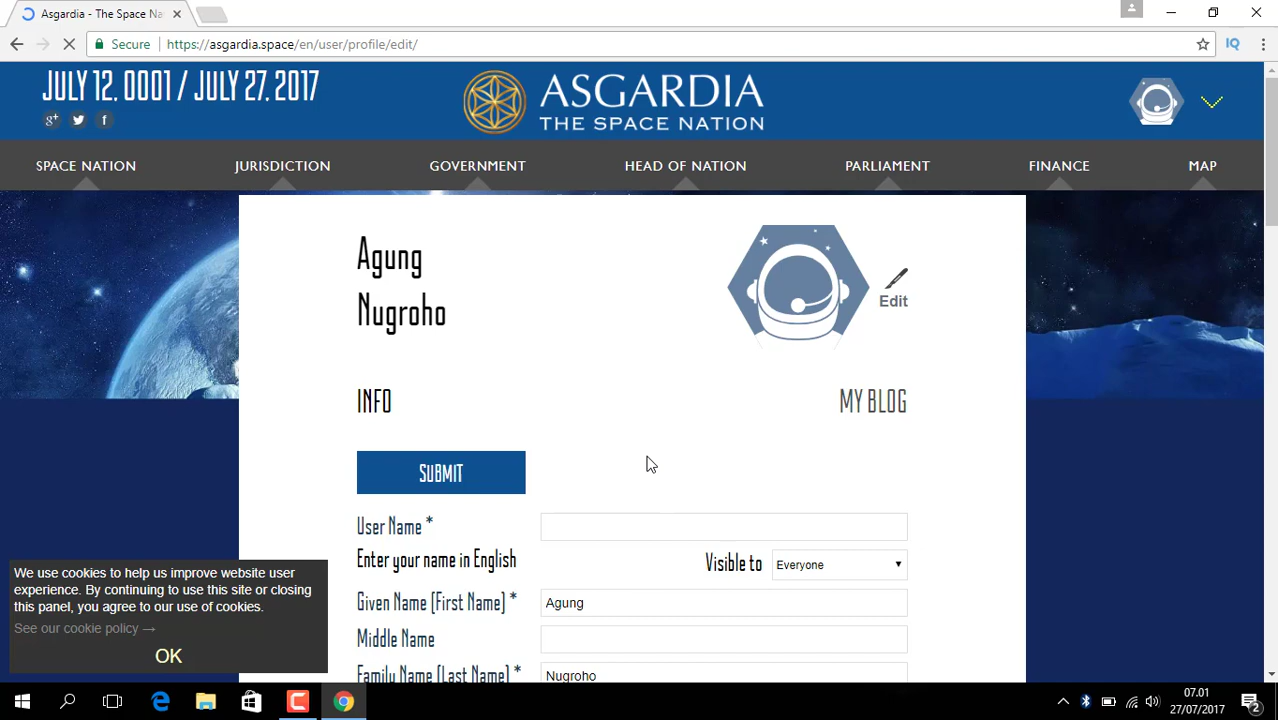 Asgardia - The Space Na
Secure
https://asgardia.space/en/user/profile/edit/
IQ
JULY 12, 0001 / JULY 27, 2017
g+
f
ASGARDIA
THE SPACE NATION
SPACE NATION
JURISDICTION
GOVERNMENT
HEAD OF NATION
PARLIAMENT
FINANCE
MAP
Agung
Nugroho
Edit
INFO
MY BLOG
SUBMIT
User Name *
Enter your name in English
Visible to
Everyone
Given Name (First Name) *
Agung
Middle Name
Family Name (Last Name) *
Nugroho
We use cookies to help us improve website user
experience. By continuing to use this site or closing
this panel, you agree to our use of cookies.
See our cookie policy →
OK
07.01
27/07/2017
2